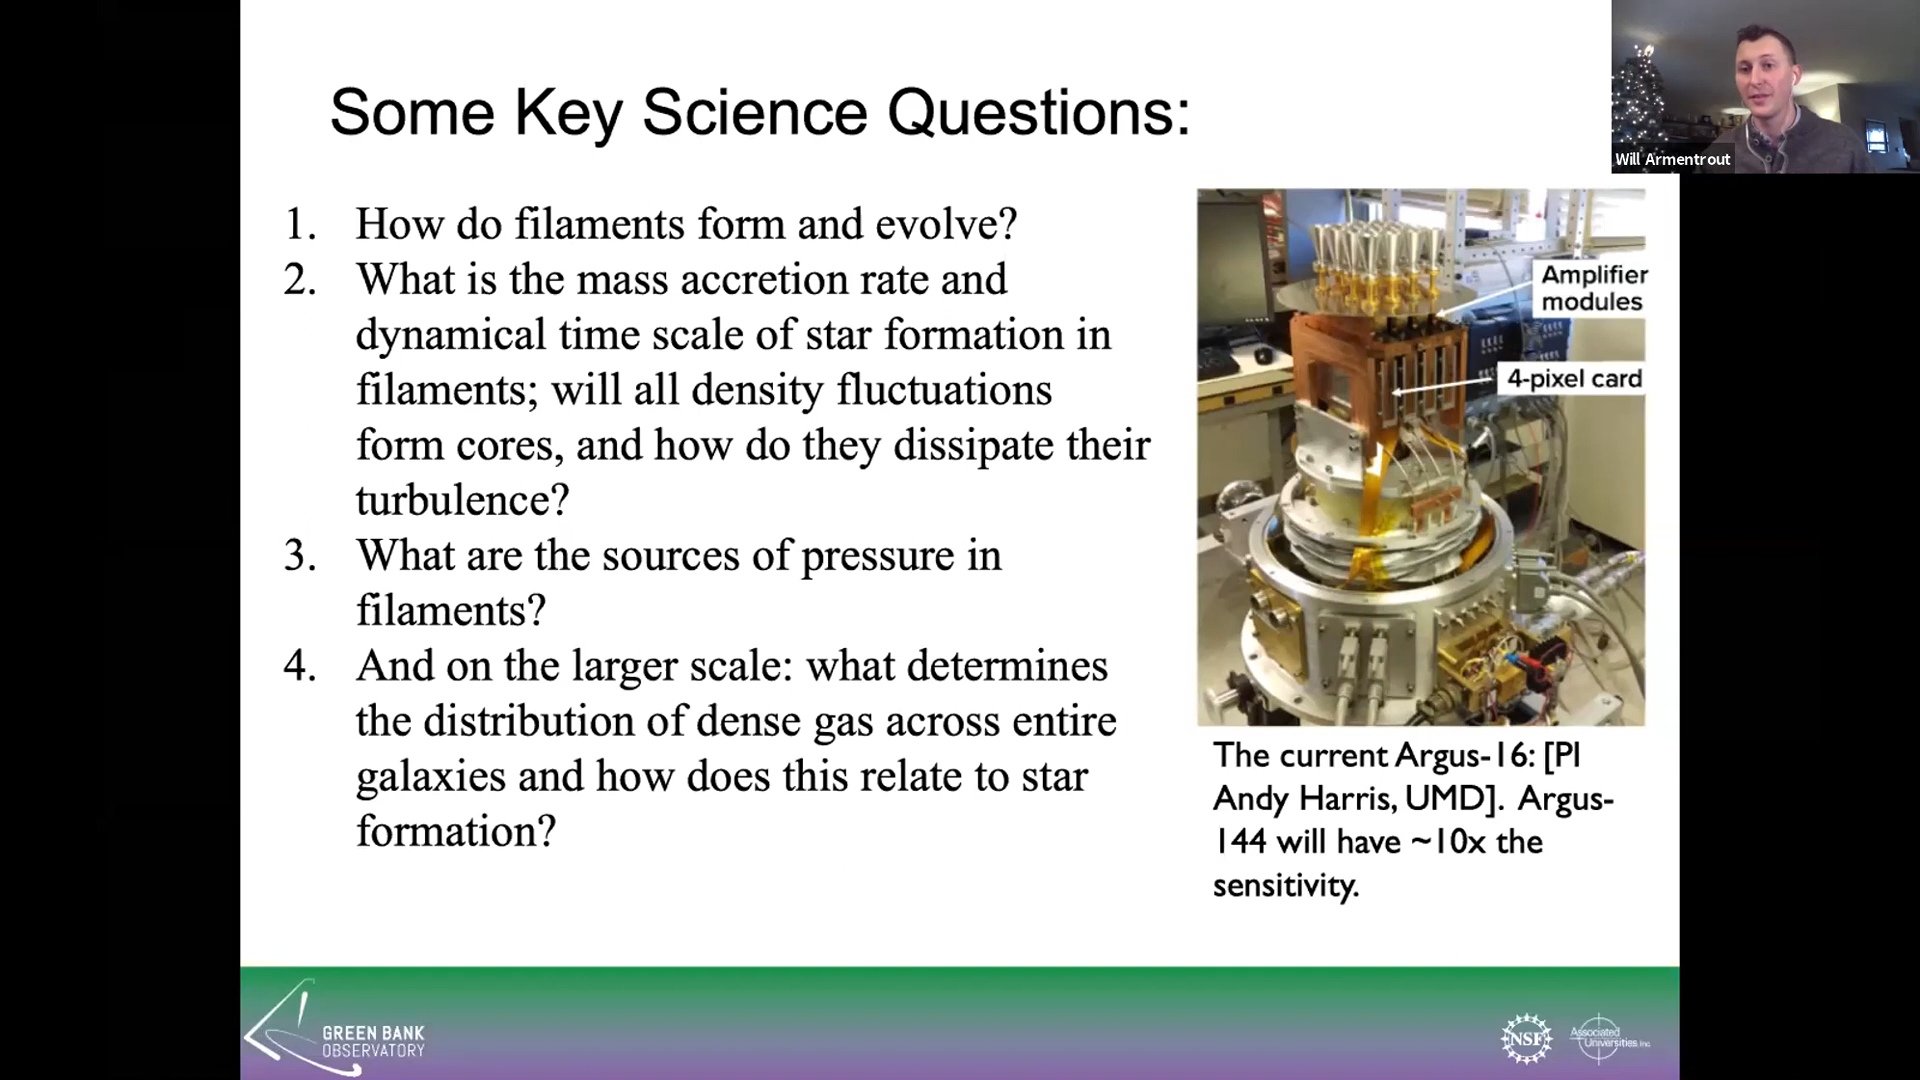 Some Key Science Questions:
Will Armentrout
1. How do filaments form and evolve?
2. What is the mass accretion rate and
dynamical time scale of star formation in
filaments; will all density fluctuations
form cores, and how do they dissipate their
turbulence?
3. What are the sources of pressure in
filaments?
4. And on the larger scale: what determines
the distribution of dense gas across entire
galaxies and how does this relate to star
formation?
Amplifier
modules
4-pixel card
The current Argus-16: [PI
Andy Harris, UMD]. Argus-
144 will have ~10x the
sensitivity.
GREEN BANK
OBSERVATORY
NSF
Associated
Universities Inc